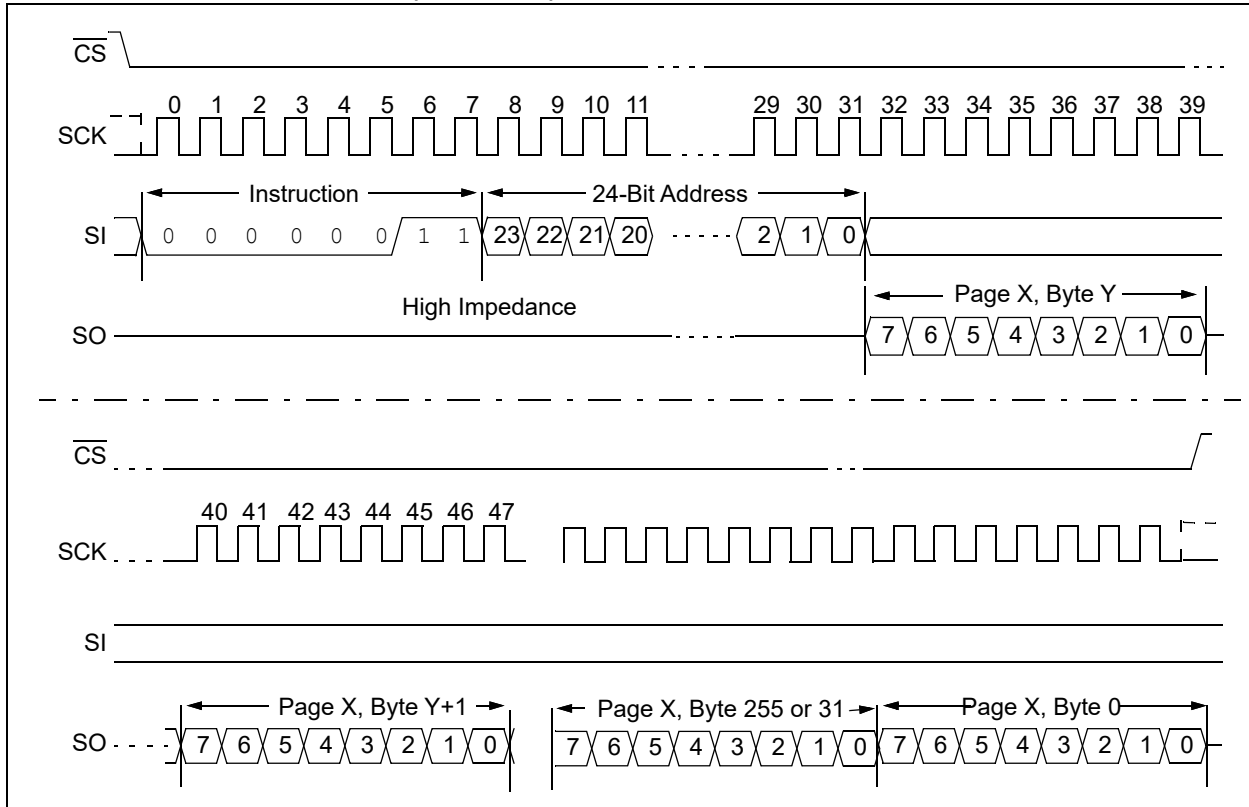 CS
0 1 2 3 4 5 6 7 8 9 10 11 29 30 31 32 33 34 35 36 37 38 39
SCK
Instruction 24-Bit Address
SI 0 0 0 0 0 0 1 1 23 22 21 20 2 1 0
High Impedance Page X, Byte Y
SO 7 6 5 4 3 2 1 0
CS
40 41 42 43 44 45 46 47
SCK
SI
Page X, Byte Y+1 Page X, Byte 255 or 31 Page X, Byte 0
SO 7 6 5 4 3 2 1 0 7 6 5 4 3 2 1 0 7 6 5 4 3 2 1 0